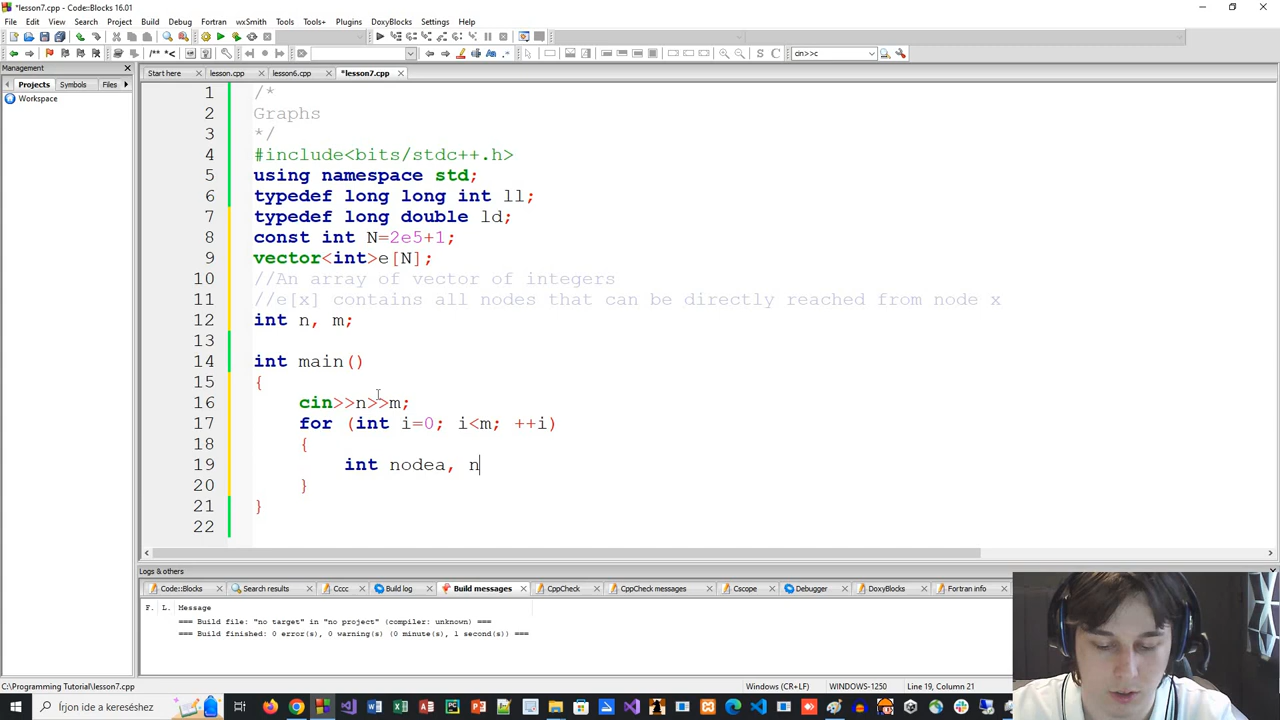 *lesson7.cpp - Code::Blocks 16.01
File Edit View Search Project Build Debug Fortran wxSmith Tools Tools+ Plugins DoxyBlocks Settings Help
/** *<
cn>>c
Management
Start here lesson.cpp lesson6.cpp *lesson7.cpp
Projects Symbols Files
Workspace
1 /*
2 Graphs
3 */
4 #include<bits/stdc++.h>
5 using namespace std;
6 typedef long long int ll;
7 typedef long double ld;
8 const int N=2e5+1;
9 vector<int>e[N];
10 //An array of vector of integers
11 //e[x] contains all nodes that can be directly reached from node x
12 int n, m;
13
14 int main()
15 {
16 cin>>n>>m;
17 for (int i=0; i<m; ++i)
18 {
19 int nodea, n
20 }
21 }
22
Logs & others
Code::Blocks Search results Cccc Build log Build messages CppCheck CppCheck messages Cscope Debugger DoxyBlocks Fortran info
F. L. Message
=== Build file: "no target" in "no project" (compiler: unknown) ===
=== Build finished: 0 error(s), 0 warning(s) (0 minute(s), 1 second(s)) ===
C:\Programming Tutorial\lesson7.cpp Windows (CR+LF) WINDOWS-1250 Line 19, Column 21
Írjon ide a kereséshez